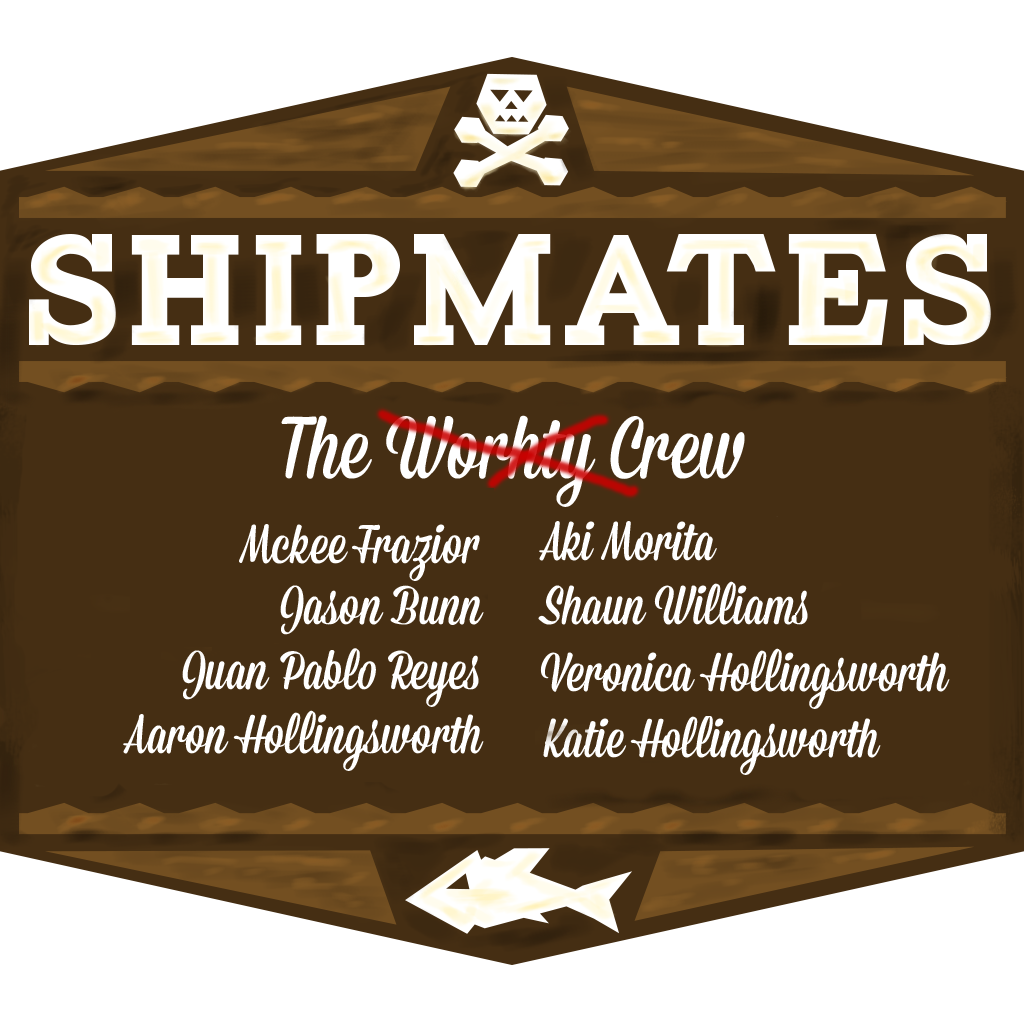 SHIPMATES
The Worhty Crew
Mckee Frazior
Aki Morita
Jason Bunn
Shaun Williams
Juan Pablo Reyes
Veronica Hollingsworth
Aaron Hollingsworth
Katie Hollingsworth